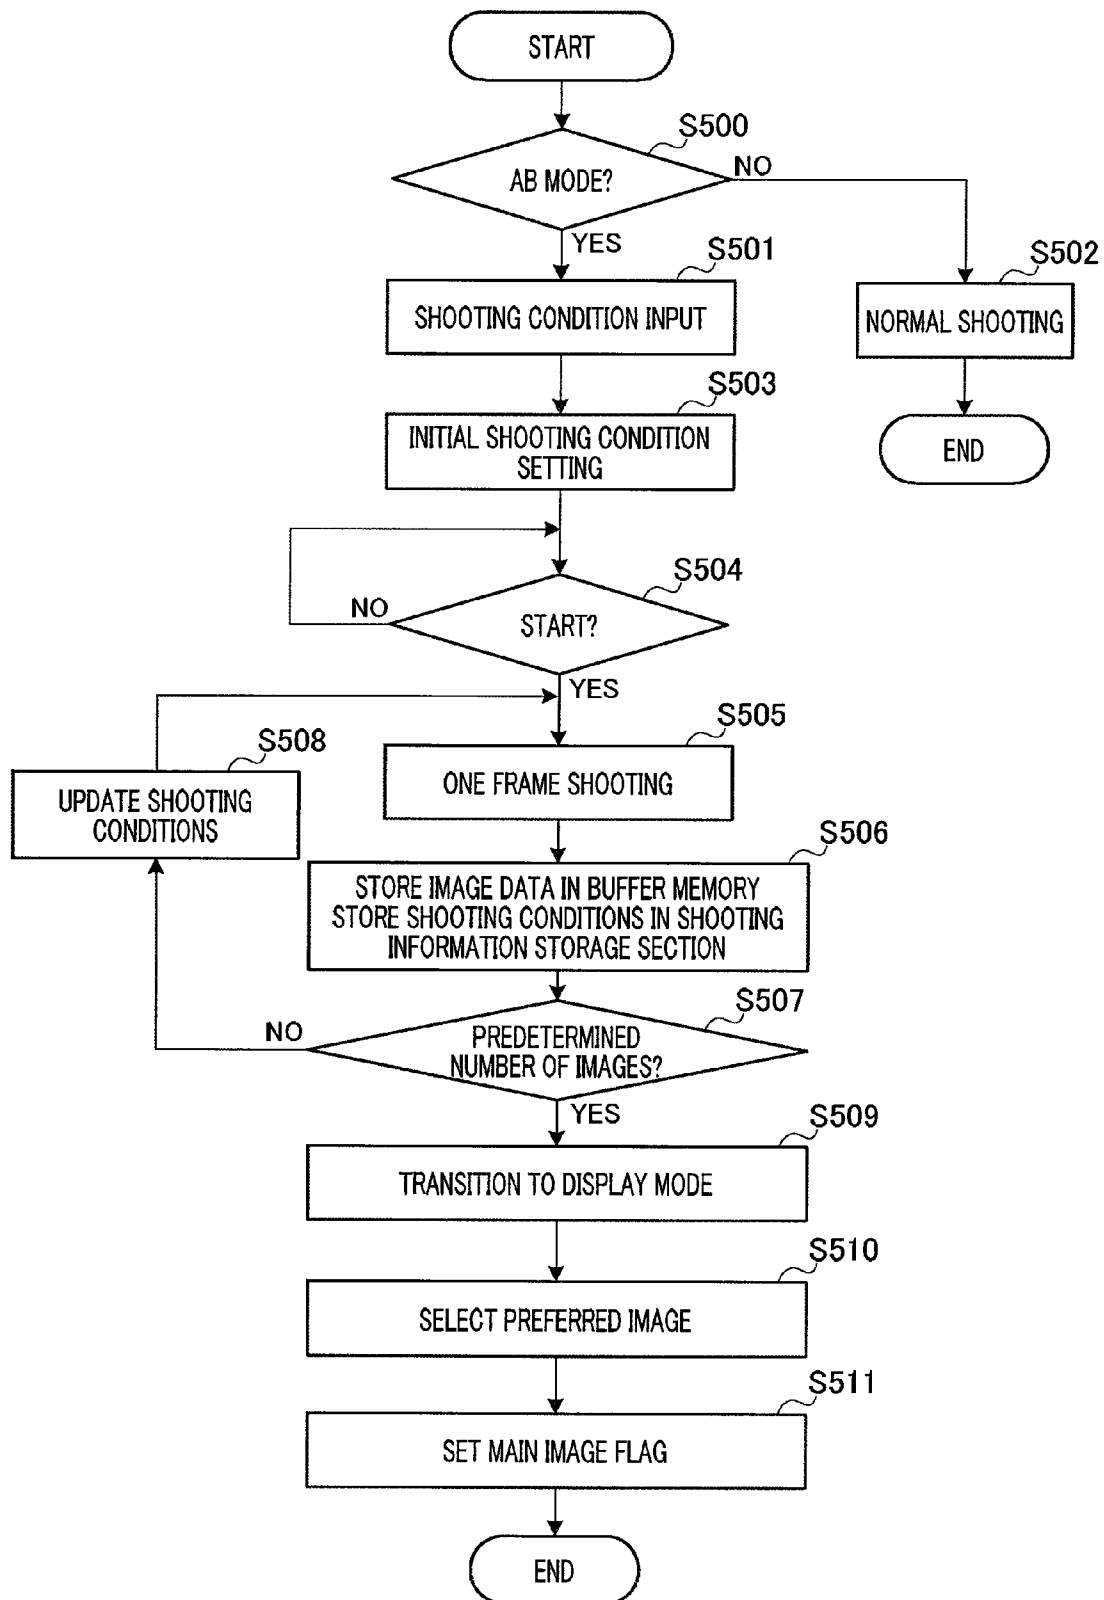 START
S500
AB MODE?
NO
YES
S501
SHOOTING CONDITION INPUT
S502
NORMAL SHOOTING
S503
INITIAL SHOOTING CONDITION
SETTING
END
S504
START?
NO
YES
S505
ONE FRAME SHOOTING
S508
UPDATE SHOOTING
CONDITIONS
S506
STORE IMAGE DATA IN BUFFER MEMORY
STORE SHOOTING CONDITIONS IN SHOOTING
INFORMATION STORAGE SECTION
S507
PREDETERMINED
NUMBER OF IMAGES?
NO
YES
S509
TRANSITION TO DISPLAY MODE
S510
SELECT PREFERRED IMAGE
S511
SET MAIN IMAGE FLAG
END